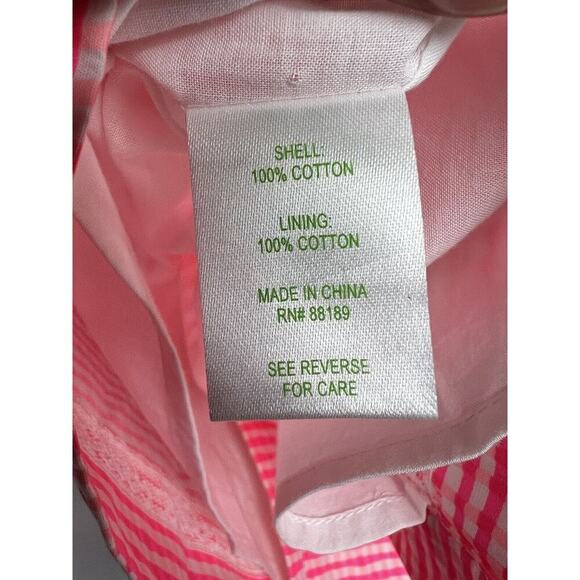 SHELL:
100% COTTON
LINING:
100% COTTON
MADE IN CHINA
RN# 88189
SEE REVERSE
FOR CARE